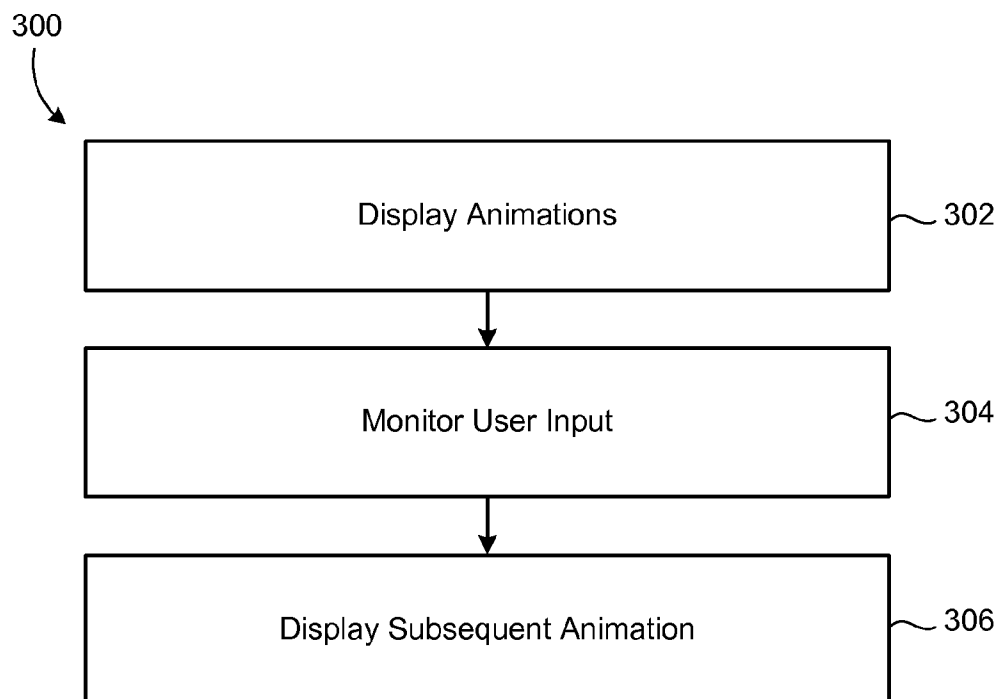 300
Display Animations
302
Monitor User Input
304
Display Subsequent Animation
306